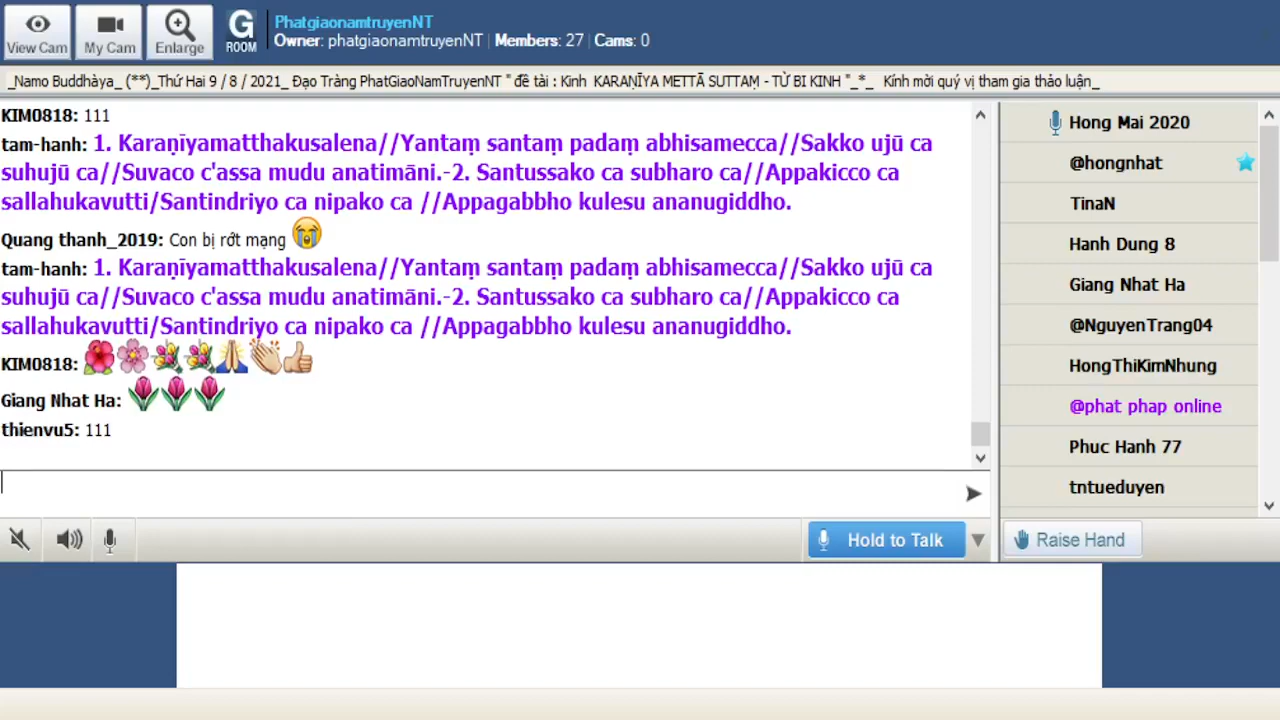 View Cam
My Cam
Enlarge
G
ROOM
PhatgiaonamtruyenNT
Owner: phatgiaonamtruyenNT | Members: 27 | Cams: 0
_Namo Buddhàya_ (**)_Thứ Hai 9 / 8 / 2021_ Đạo Tràng PhatGiaoNamTruyenNT " đề tài : Kinh KARAṆĪYA METTĀ SUTTAṂ - TỪ BI KINH "_*_ Kính mời quý vị tham gia thảo luận_
KIM0818: 111
tam-hanh: 1. Karaṇīyamatthakusalena//Yantaṃ santaṃ padaṃ abhisamecca//Sakko ujū ca
suhujū ca//Suvaco c'assa mudu anatimāni.-2. Santussako ca subharo ca//Appakicco ca
sallahukavutti/Santindriyo ca nipako ca //Appagabbho kulesu ananugiddho.
Quang thanh_2019: Con bị rớt mạng
tam-hanh: 1. Karaṇīyamatthakusalena//Yantaṃ santaṃ padaṃ abhisamecca//Sakko ujū ca
suhujū ca//Suvaco c'assa mudu anatimāni.-2. Santussako ca subharo ca//Appakicco ca
sallahukavutti/Santindriyo ca nipako ca //Appagabbho kulesu ananugiddho.
KIM0818:
Giang Nhat Ha:
thienvu5: 111
Hold to Talk
Hong Mai 2020
@hongnhat
TinaN
Hanh Dung 8
Giang Nhat Ha
@NguyenTrang04
HongThiKimNhung
@phat phap online
Phuc Hanh 77
tntueduyen
Raise Hand